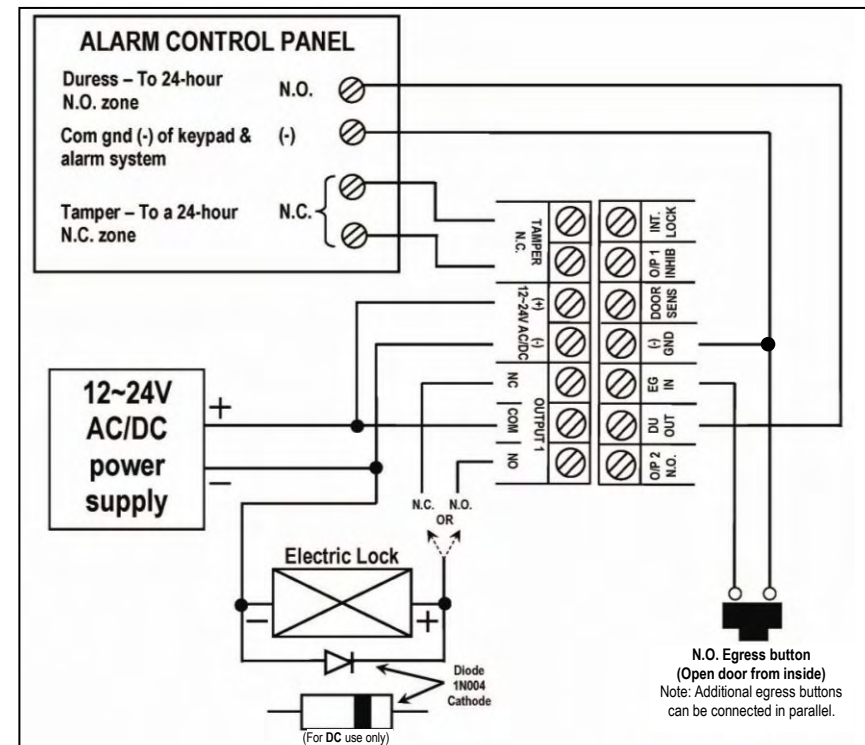 ALARM CONTROL PANEL
Duress – To 24-hour
N.O. zone
N.O.
Com gnd (-) of keypad &
alarm system
(-)
Tamper – To a 24-hour
N.C. zone
N.C.
TAMPER
N.C.
12~24V AC/DC
(+)
(-)
NC
COM
NO
OUTPUT 1
INT.
LOCK
O/P 1
INHIB
DOOR
SENS
(-)
GND
EG
IN
DU
OUT
O/P 2
N.O.
12~24V
AC/DC
power
supply
+
–
N.C. N.O.
OR
Electric Lock
–
+
Diode
1N004
Cathode
(For DC use only)
N.O. Egress button
(Open door from inside)
Note: Additional egress buttons
can be connected in parallel.